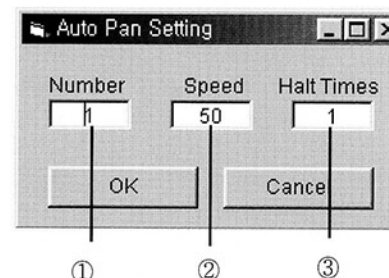 Auto Pan Setting
Number Speed Halt Times
1 50 1
OK Cancel
① ② ③